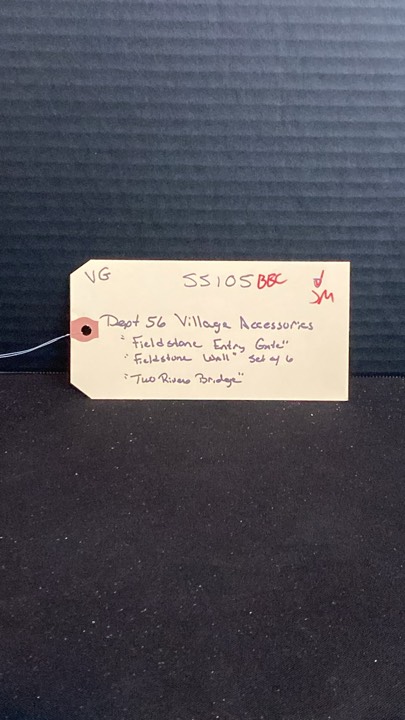 VG SS105 BBC JM
Dept 56 Village Accessories
"Fieldstone Entry Gate"
"Fieldstone Wall" Set of 6
"Two Rivers Bridge"